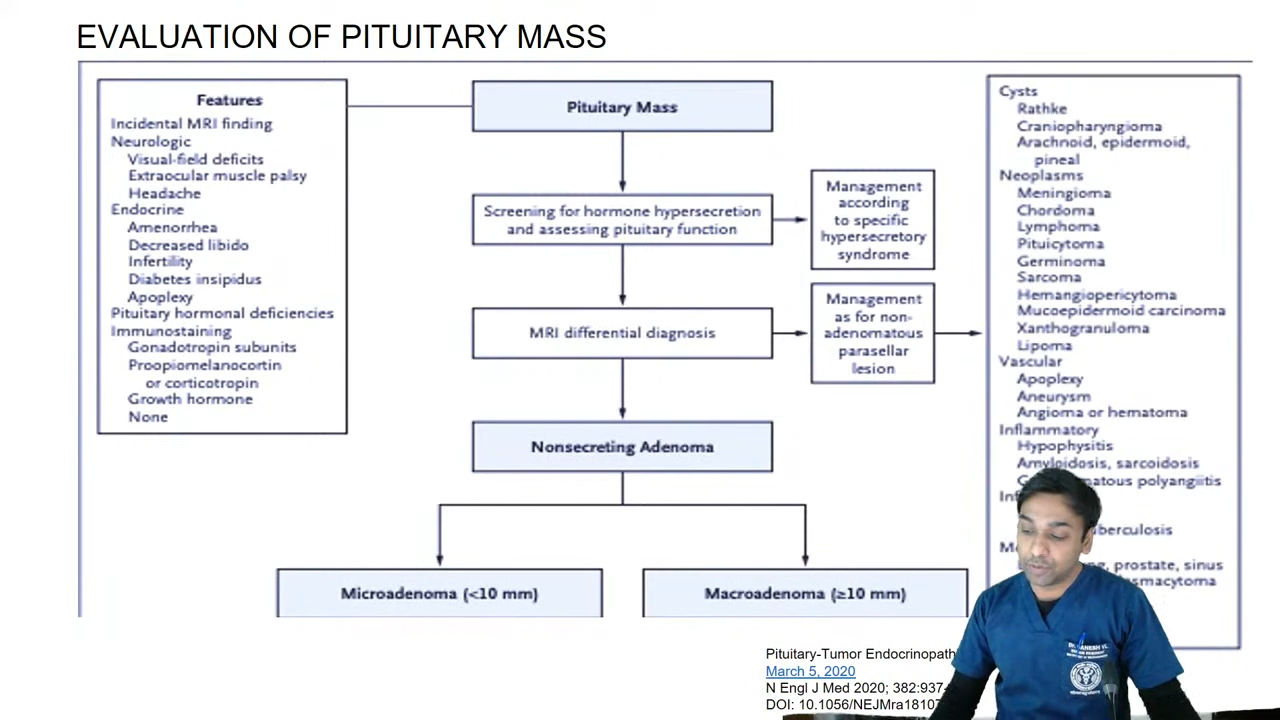 EVALUATION OF PITUITARY MASS
Features
Incidental MRI finding
Neurologic
Visual-field deficits
Extraocular muscle palsy
Headache
Endocrine
Amenorrhea
Decreased libido
Infertility
Diabetes insipidus
Apoplexy
Pituitary hormonal deficiencies
Immunostaining
Gonadotropin subunits
Proopiomelanocortin
or corticotropin
Growth hormone
None
Pituitary Mass
Screening for hormone hypersecretion
and assessing pituitary function
Management
according
to specific
hypersecretory
syndrome
MRI differential diagnosis
Management
as for non-
adenomatous
parasellar
lesion
Nonsecreting Adenoma
Microadenoma (<10 mm)
Macroadenoma (≥10 mm)
Cysts
Rathke
Craniopharyngioma
Arachnoid, epidermoid,
pineal
Neoplasms
Meningioma
Chordoma
Lymphoma
Pituicytoma
Germinoma
Sarcoma
Hemangiopericytoma
Mucoepidermoid carcinoma
Xanthogranuloma
Lipoma
Vascular
Apoplexy
Aneurysm
Angioma or hematoma
Inflammatory
Hypophysitis
Amyloidosis, sarcoidosis
polyangiitis
prostate, sinus
Pituitary-Tumor
March 5, 2020
N Engl J Med 2020; 382:937-
DOI: 10.1056/NEJMra18107